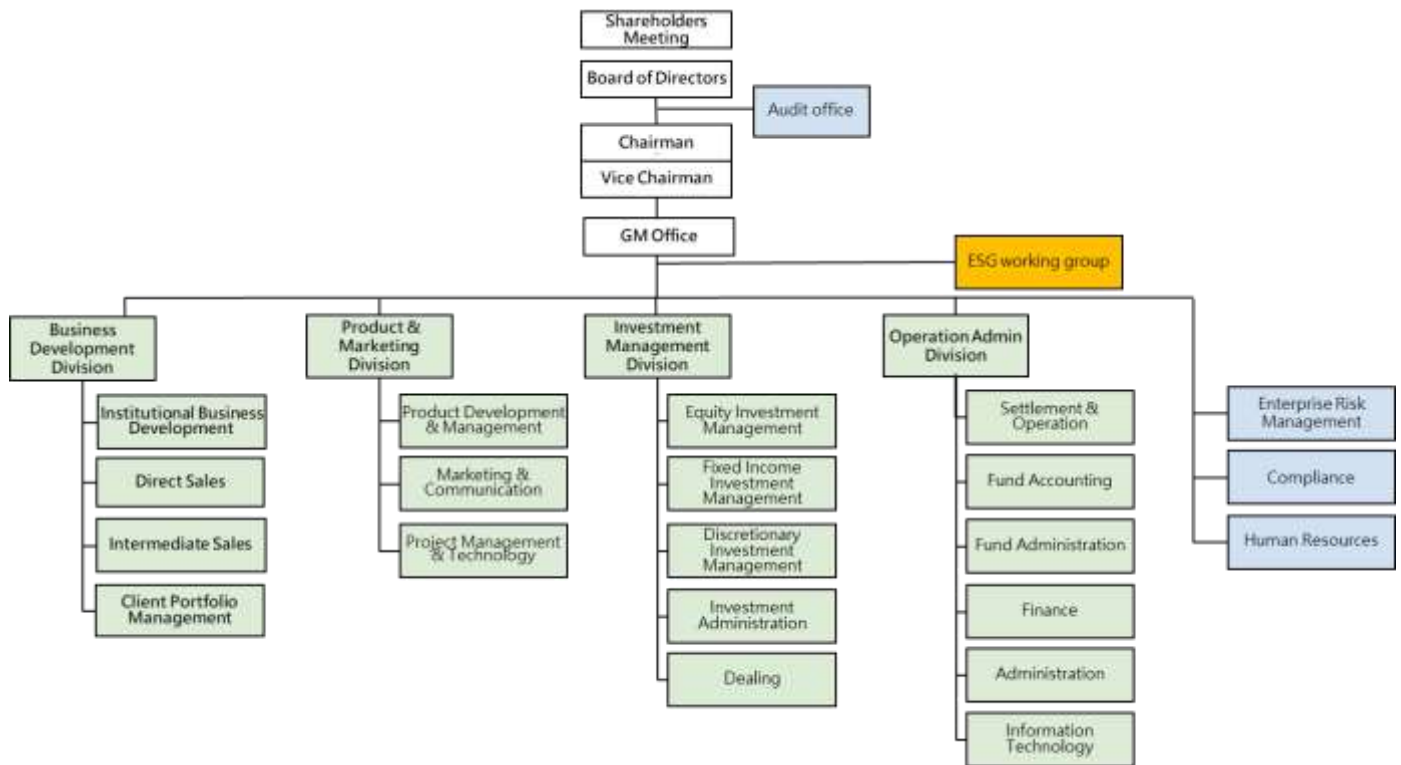 Shareholders
Meeting
Board of Directors
Audit office
Chairman
Vice Chairman
GM Office
ESG working group
Business
Development
Division
Product &
Marketing
Division
Investment
Management
Division
Operation Admin
Division
Institutional Business
Development
Direct Sales
Intermediate Sales
Client Portfolio
Management
Product Development
& Management
Marketing &
Communication
Project Management
& Technology
Equity Investment
Management
Fixed Income
Investment
Management
Discretionary
Investment
Management
Investment
Administration
Dealing
Settlement &
Operation
Fund Accounting
Fund Administration
Finance
Administration
Information
Technology
Enterprise Risk
Management
Compliance
Human Resources